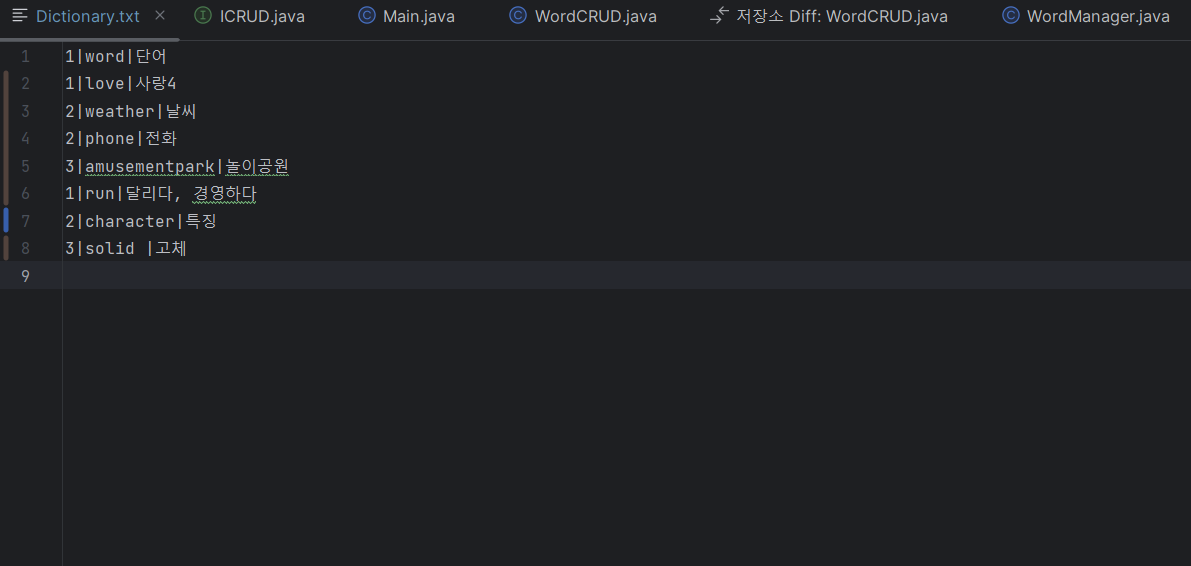 Dictionary.txt × I ICRUD.java C Main.java C WordCRUD.java 저장소 Diff: WordCRUD.java C WordManager.java
1 1|word|단어
2 1|love|사랑4
3 2|weather|날씨
4 2|phone|전화
5 3|amusementpark|놀이공원
6 1|run|달리다, 경영하다
7 2|character|특징
8 3|solid |고체
9